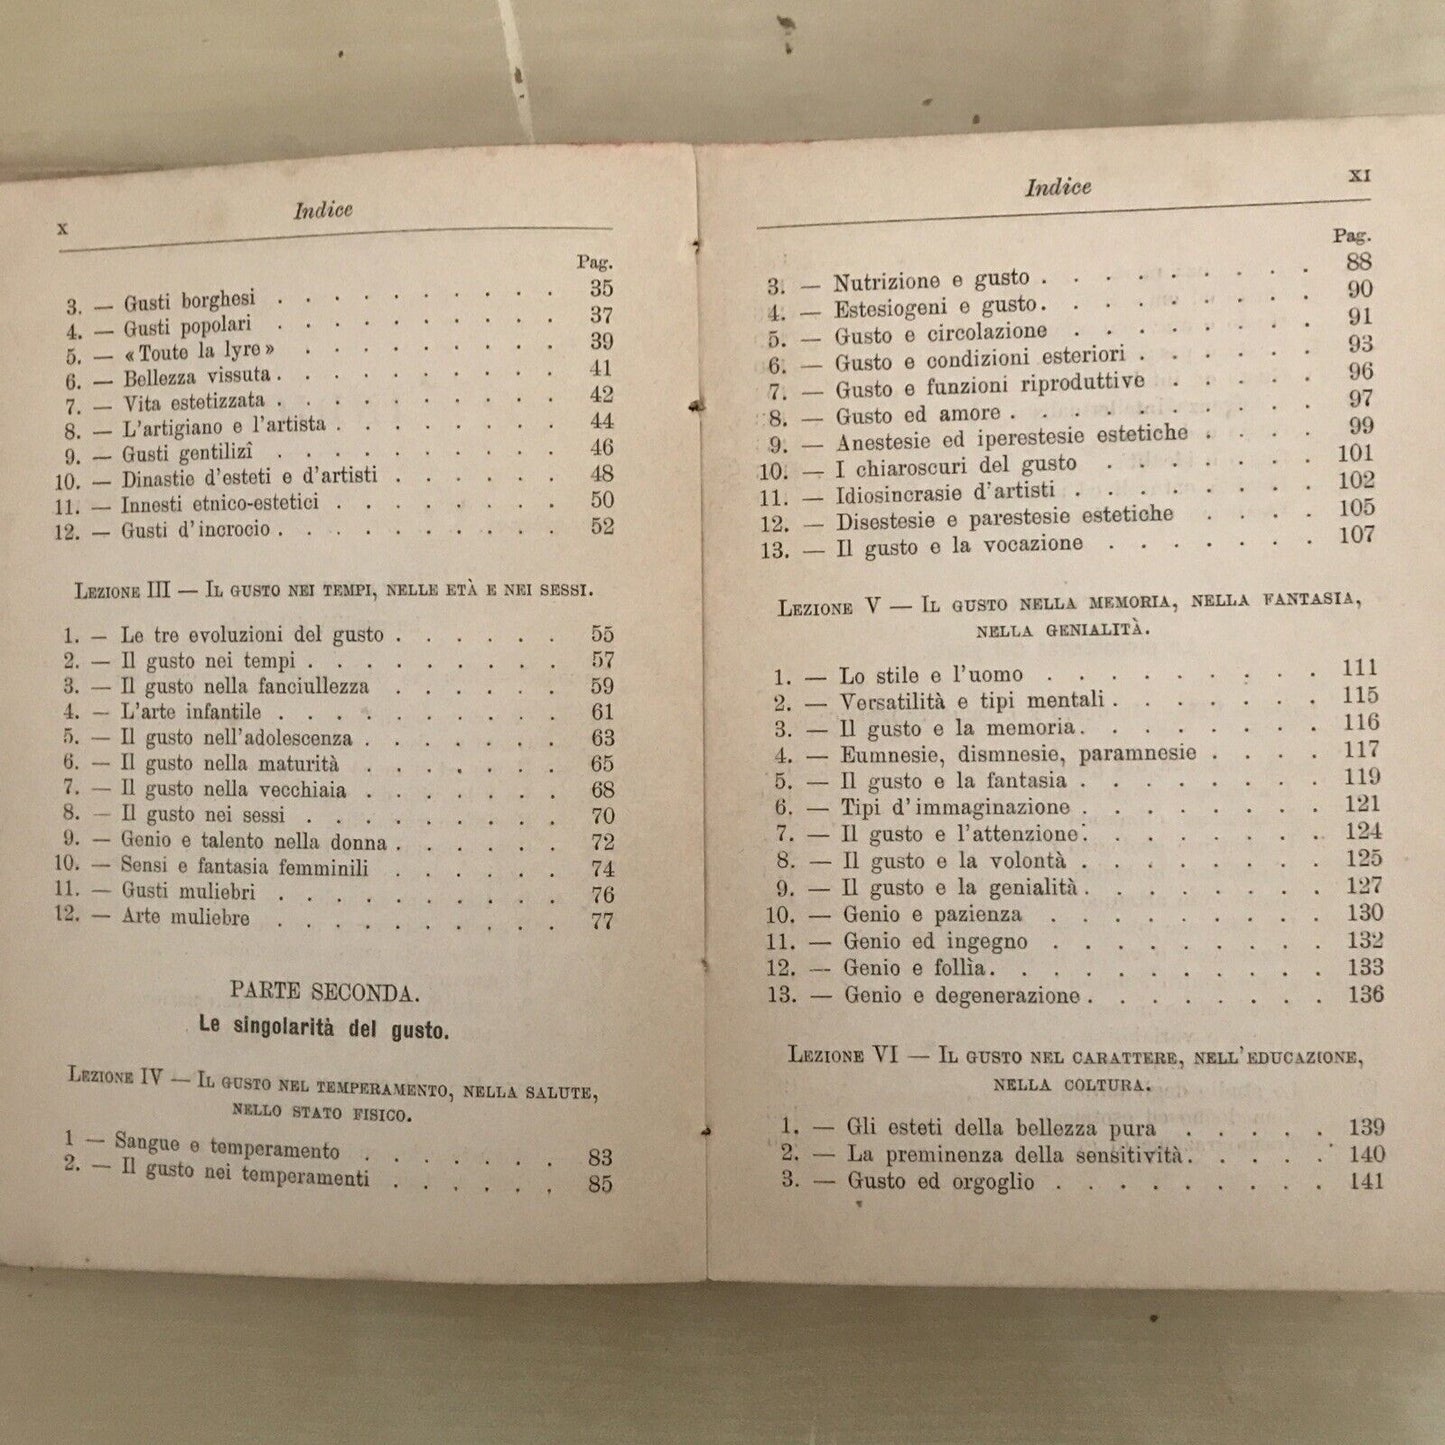 x
Indice
Pag.
3. — Gusti borghesi . . . . . . . . . . 35
4. — Gusti popolari . . . . . . . . . . 37
5. — «Toute la lyre» . . . . . . . . . 39
6. — Bellezza vissuta . . . . . . . . . . 41
7. — Vita estetizzata . . . . . . . . . . 42
8. — L'artigiano e l'artista . . . . . . . . 44
9. — Gusti gentilizî . . . . . . . . . . 46
10. — Dinastie d'esteti e d'artisti . . . . . . 48
11. — Innesti etnico-estetici . . . . . . . . 50
12. — Gusti d'incrocio . . . . . . . . . . 52
Lezione III — Il gusto nei tempi, nelle età e nei sessi.
1. — Le tre evoluzioni del gusto . . . . . . 55
2. — Il gusto nei tempi . . . . . . . . . 57
3. — Il gusto nella fanciullezza . . . . . . 59
4. — L'arte infantile . . . . . . . . . . 61
5. — Il gusto nell'adolescenza . . . . . . . 63
6. — Il gusto nella maturità . . . . . . . 65
7. — Il gusto nella vecchiaia . . . . . . . 68
8. — Il gusto nei sessi . . . . . . . . . 70
9. — Genio e talento nella donna . . . . . . 72
10. — Sensi e fantasia femminili . . . . . . 74
11. — Gusti muliebri . . . . . . . . . . 76
12. — Arte muliebre . . . . . . . . . . 77
PARTE SECONDA.
Le singolarità del gusto.
Lezione IV — Il gusto nel temperamento, nella salute,
nello stato fisico.
1 — Sangue e temperamento . . . . . . . 83
2. — Il gusto nei temperamenti . . . . . . 85
Indice
XI
Pag.
3. — Nutrizione e gusto . . . . . . . . . 88
4. — Estesiogeni e gusto . . . . . . . . . 90
5. — Gusto e circolazione . . . . . . . . 91
6. — Gusto e condizioni esteriori . . . . . . 93
7. — Gusto e funzioni riproduttive . . . . . 96
8. — Gusto ed amore . . . . . . . . . . 97
9. — Anestesie ed iperestesie estetiche . . . . 99
10. — I chiaroscuri del gusto . . . . . . . 101
11. — Idiosincrasie d'artisti . . . . . . . . 102
12. — Disestesie e parestesie estetiche . . . . 105
13. — Il gusto e la vocazione . . . . . . . 107
Lezione V — Il gusto nella memoria, nella fantasia,
nella genialità.
1. — Lo stile e l'uomo . . . . . . . . . 111
2. — Versatilità e tipi mentali . . . . . . . 115
3. — Il gusto e la memoria . . . . . . . . 116
4. — Eumnesie, dismnesie, paramnesie . . . . 117
5. — Il gusto e la fantasia . . . . . . . . 119
6. — Tipi d'immaginazione . . . . . . . . 121
7. — Il gusto e l'attenzione . . . . . . . . 124
8. — Il gusto e la volontà . . . . . . . . 125
9. — Il gusto e la genialità . . . . . . . . 127
10. — Genio e pazienza . . . . . . . . . 130
11. — Genio ed ingegno . . . . . . . . . 132
12. — Genio e follìa . . . . . . . . . . . 133
13. — Genio e degenerazione . . . . . . . . 136
Lezione VI — Il gusto nel carattere, nell'educazione,
nella coltura.
1. — Gli esteti della bellezza pura . . . . . 139
2. — La preminenza della sensitività . . . . . 140
3. — Gusto ed orgoglio . . . . . . . . . 141